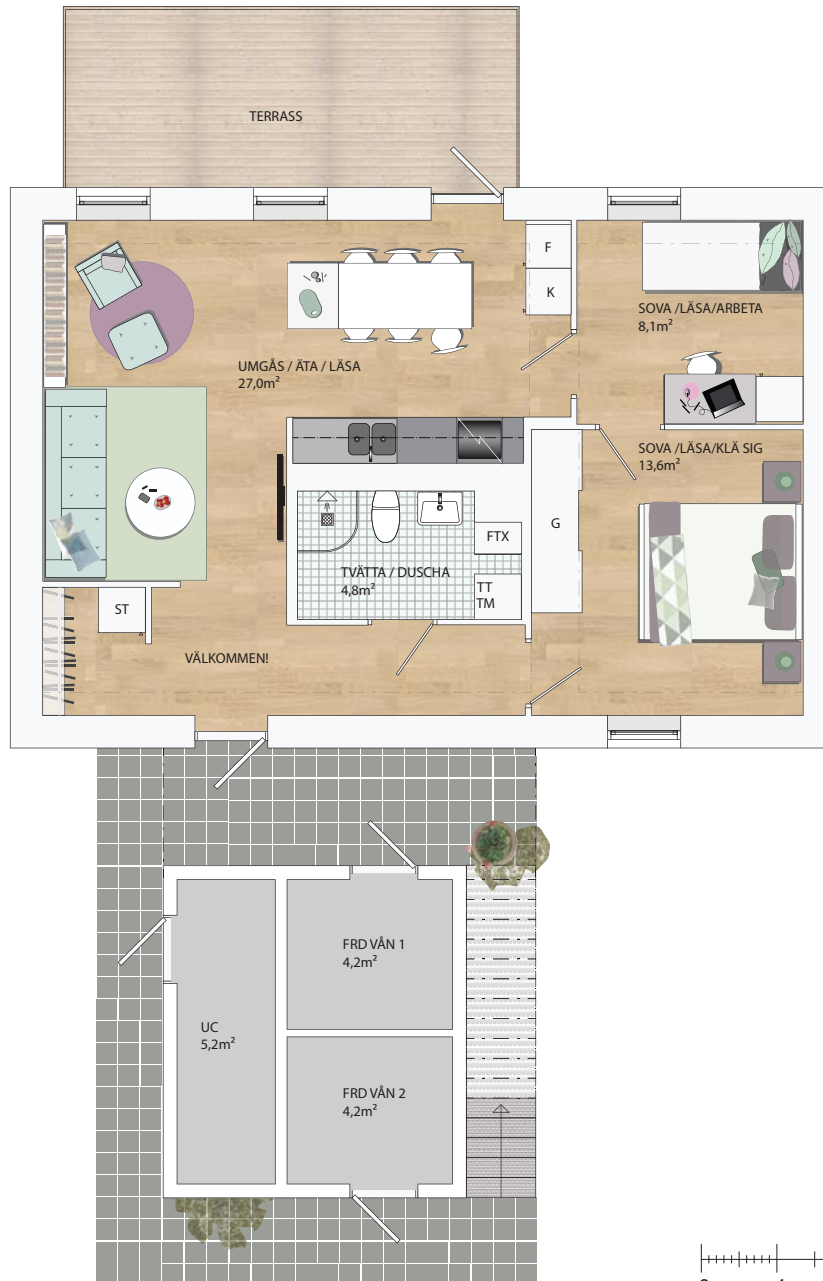 TERRASS
F
K
SOVA /LÄSA/ARBETA
8,1m²
UMGÅS / ÄTA / LÄSA
27,0m²
SOVA /LÄSA/KLÄ SIG
13,6m²
G
FTX
TVÄTTA / DUSCHA
4,8m²
TT
TM
ST
VÄLKOMMEN!
FRD VÅN 1
4,2m²
UC
5,2m²
FRD VÅN 2
4,2m²